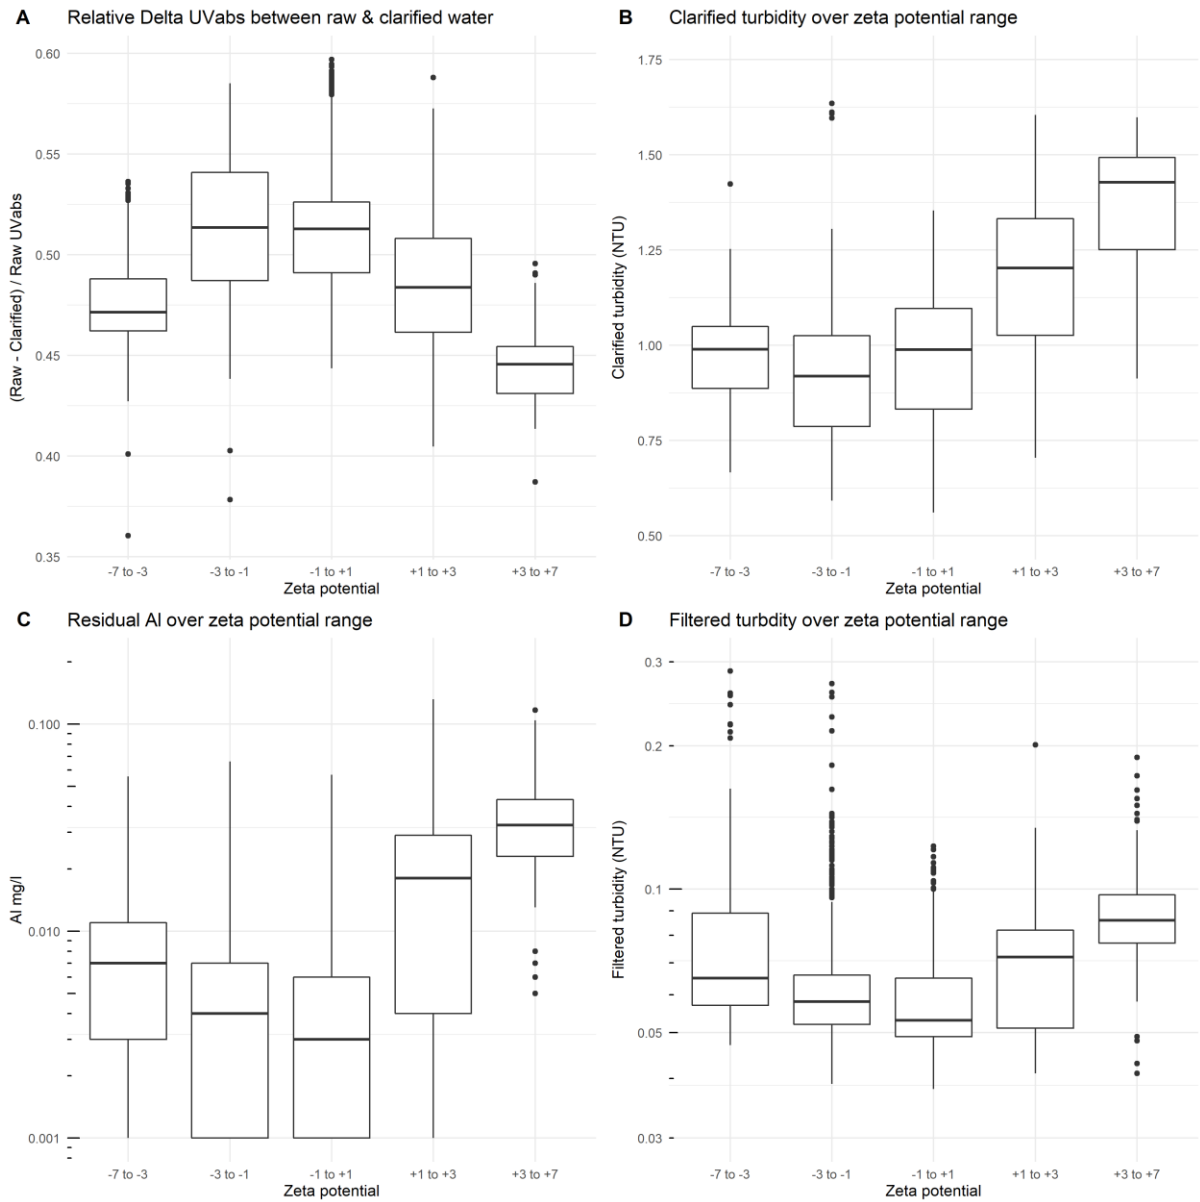 A Relative Delta UVabs between raw & clarified water
(Raw - Clarified) / Raw UVabs
0.60
0.55
0.50
0.45
0.40
0.35
-7 to -3 -3 to -1 -1 to +1 +1 to +3 +3 to +7
Zeta potential
B Clarified turbidity over zeta potential range
Clarified turbidity (NTU)
1.75
1.50
1.25
1.00
0.75
0.50
-7 to -3 -3 to -1 -1 to +1 +1 to +3 +3 to +7
Zeta potential
C Residual Al over zeta potential range
Al mg/l
0.100
0.010
0.001
-7 to -3 -3 to -1 -1 to +1 +1 to +3 +3 to +7
Zeta potential
D Filtered turbdity over zeta potential range
Filtered turbidity (NTU)
0.3
0.2
0.1
0.05
0.03
-7 to -3 -3 to -1 -1 to +1 +1 to +3 +3 to +7
Zeta potential